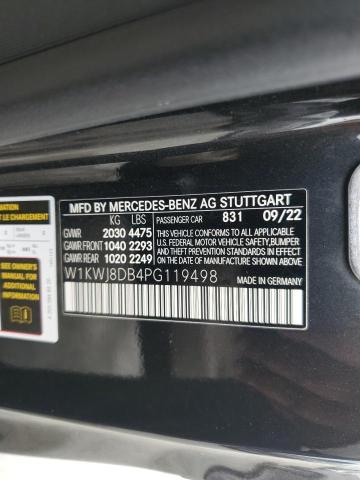 MFD BY MERCEDES-BENZ AG STUTTGART
KG LBS PASSENGER CAR 831 09/22
GVWR 2030 4475 THIS VEHICLE CONFORMS TO ALL APPLICABLE
GAWR FRONT 1040 2293 U.S. FEDERAL MOTOR VEHICLE SAFETY, BUMPER,
GAWR REAR 1020 2249 AND THEFT PREVENTION STANDARDS IN EFFECT
ON THE DATE OF MANUFACTURE SHOWN ABOVE.
W1KWJ8DB4PG119498 MADE IN GERMANY
LE CHARGEMENT
SEE OWNER'S
MANUAL FOR
ADDITIONAL
INFORMATION